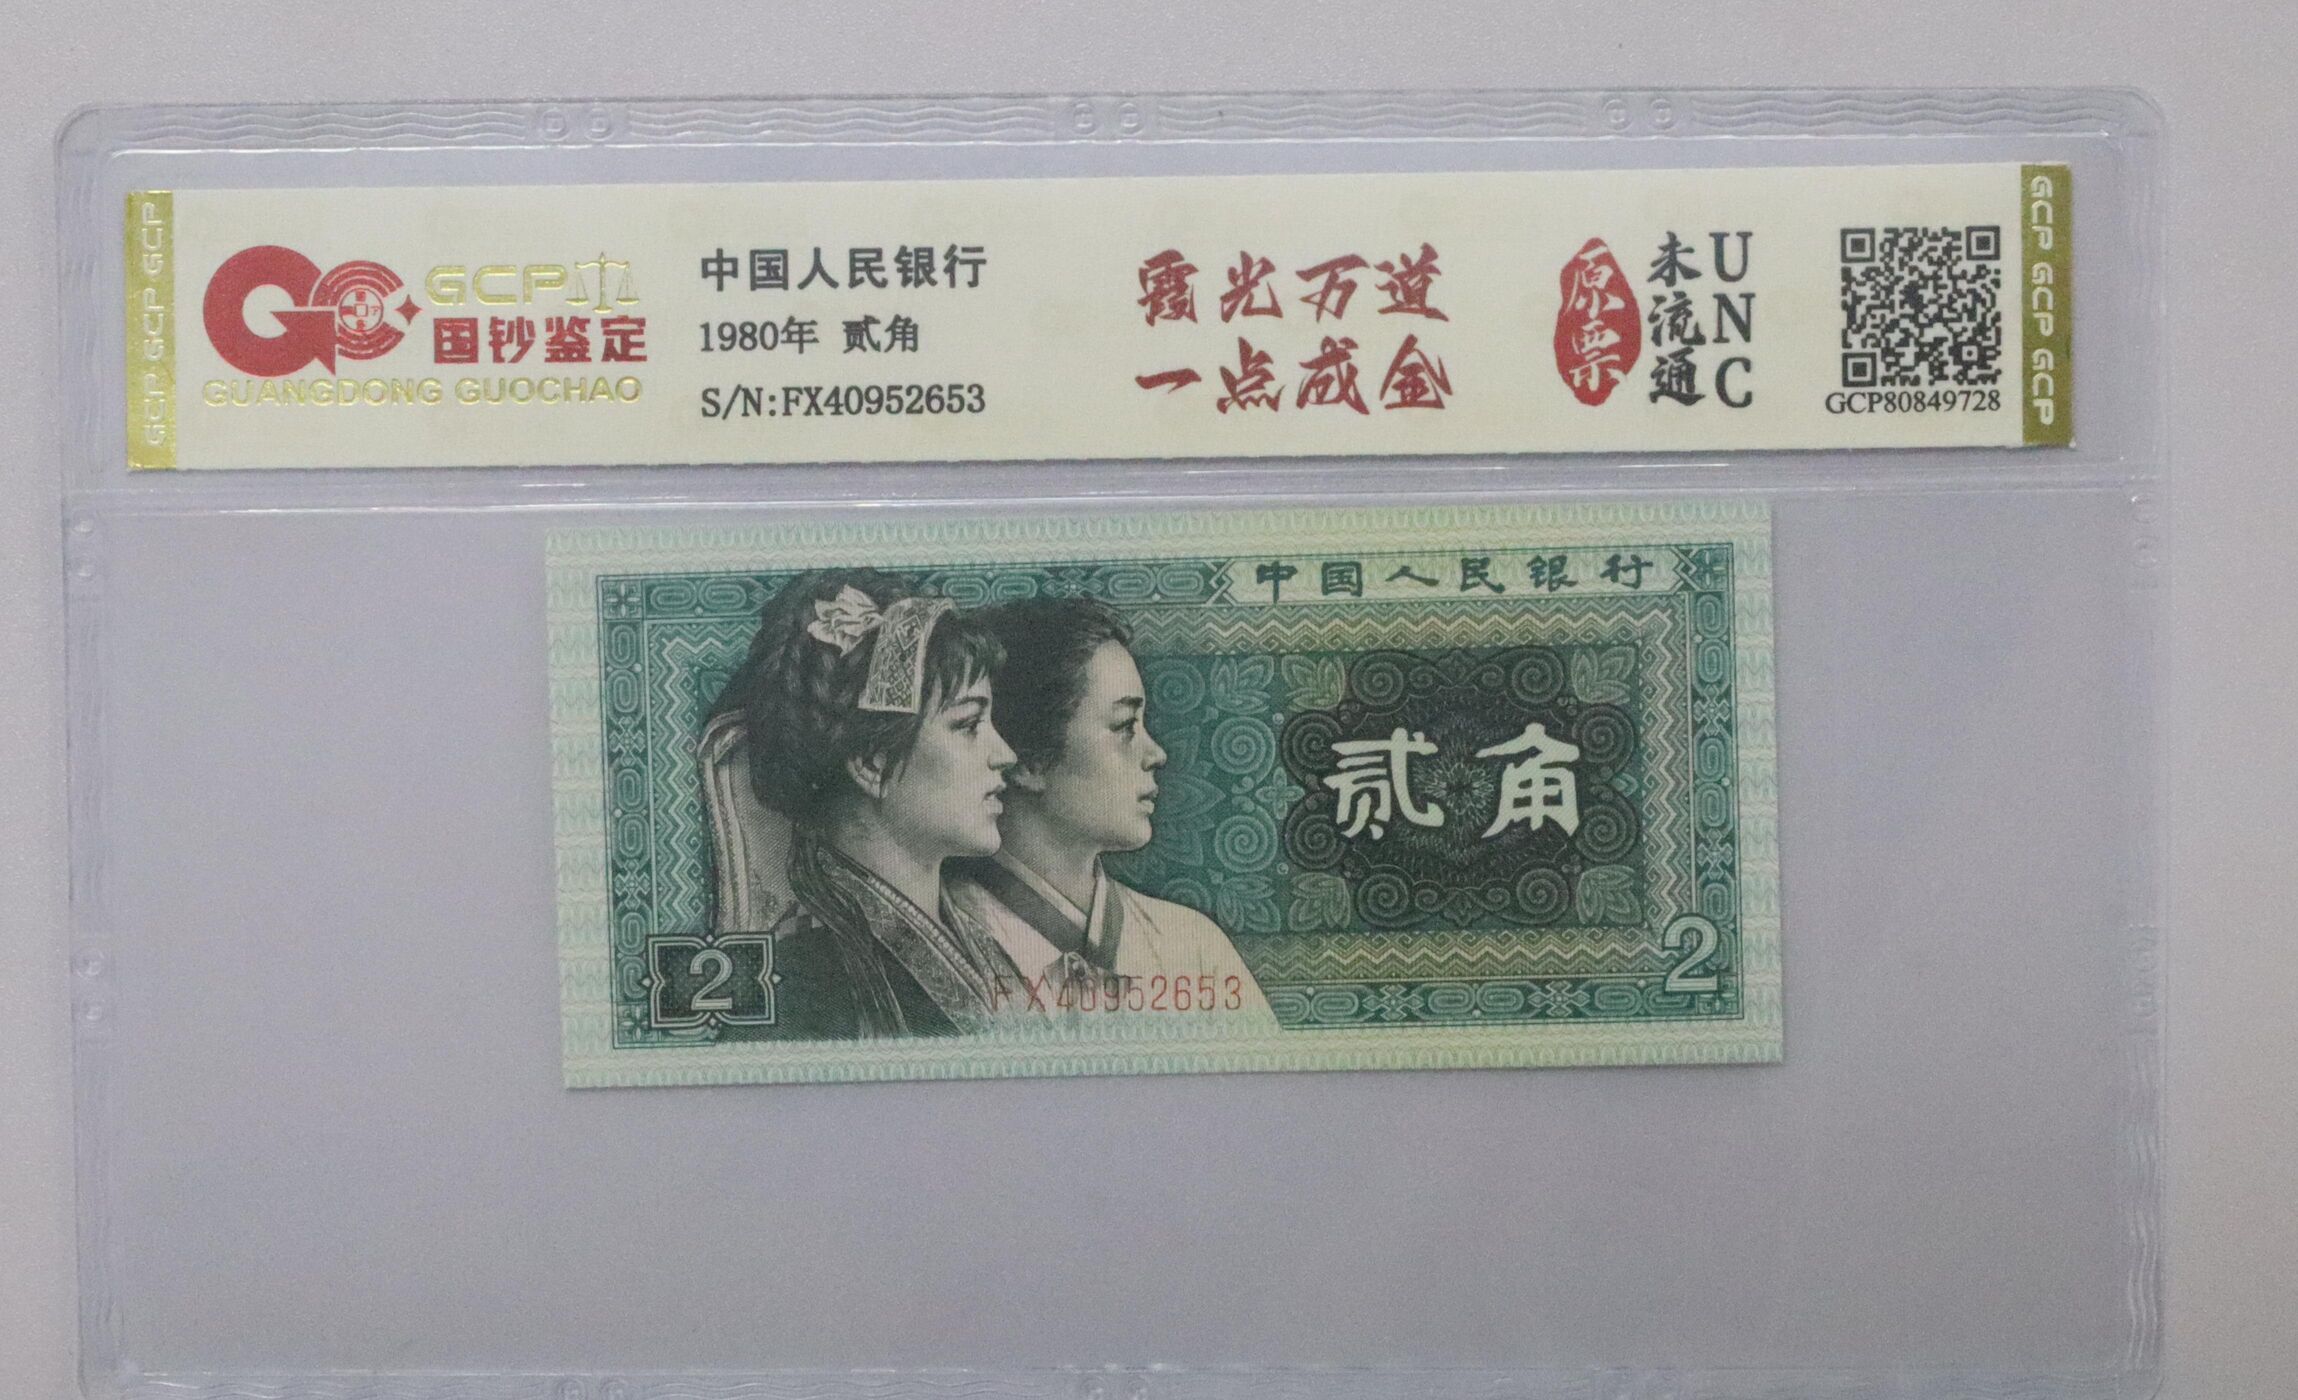 GCP GCP GCP
GCP
国钞鉴定
GUANGDONG GUOCHAO
中国人民银行
1980年 贰角
S/N:FX40952653
霞光万道
一点成金
原票
未流通
UNC
GCP80849728
GCP GCP GCP
中国人民银行
贰角
2
2
FX40952653